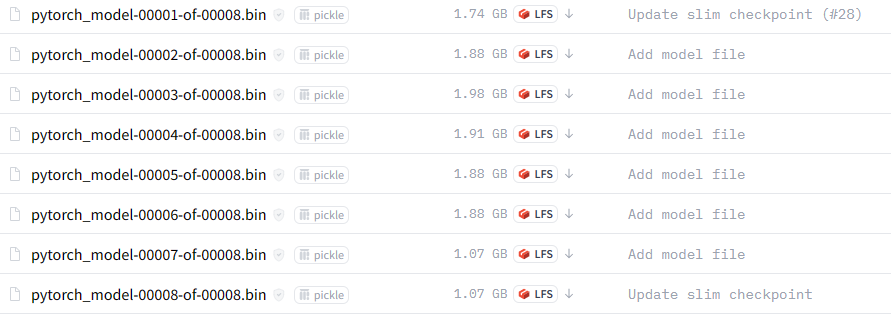 pytorch_model-00001-of-00008.bin pickle 1.74 GB LFS Update slim checkpoint (#28)
pytorch_model-00002-of-00008.bin pickle 1.88 GB LFS Add model file
pytorch_model-00003-of-00008.bin pickle 1.98 GB LFS Add model file
pytorch_model-00004-of-00008.bin pickle 1.91 GB LFS Add model file
pytorch_model-00005-of-00008.bin pickle 1.88 GB LFS Add model file
pytorch_model-00006-of-00008.bin pickle 1.88 GB LFS Add model file
pytorch_model-00007-of-00008.bin pickle 1.07 GB LFS Add model file
pytorch_model-00008-of-00008.bin pickle 1.07 GB LFS Update slim checkpoint